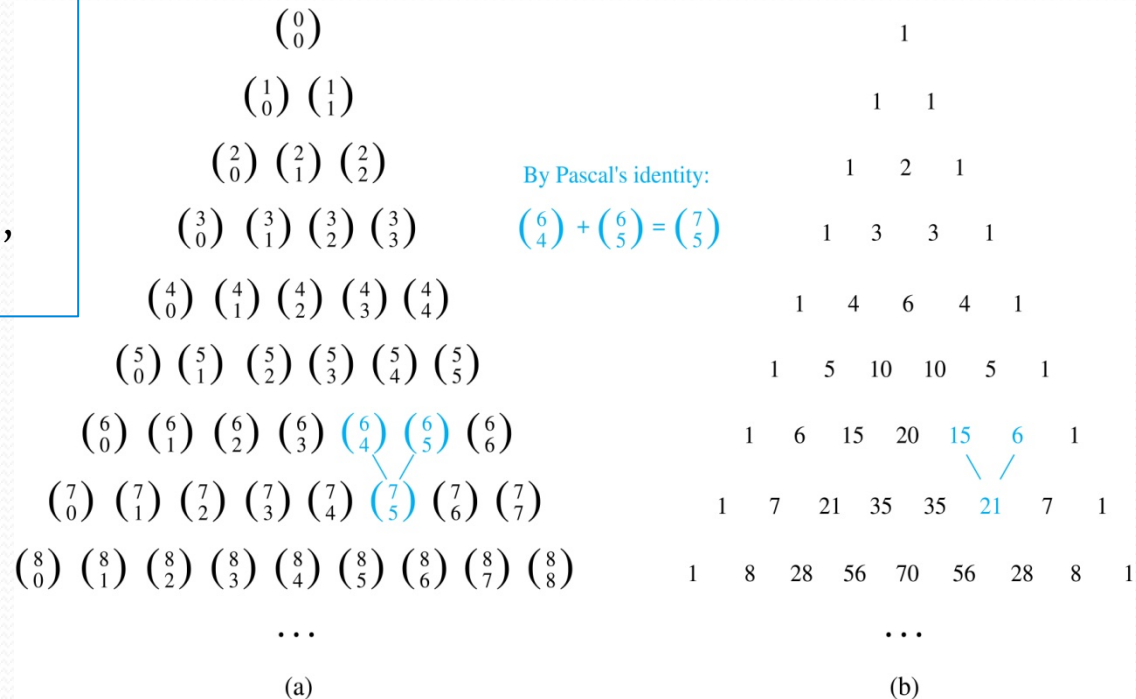 ,
(0 0)
(1 0) (1 1)
(2 0) (2 1) (2 2)
(3 0) (3 1) (3 2) (3 3)
(4 0) (4 1) (4 2) (4 3) (4 4)
(5 0) (5 1) (5 2) (5 3) (5 4) (5 5)
(6 0) (6 1) (6 2) (6 3) (6 4) (6 5) (6 6)
(7 0) (7 1) (7 2) (7 3) (7 4) (7 5) (7 6) (7 7)
(8 0) (8 1) (8 2) (8 3) (8 4) (8 5) (8 6) (8 7) (8 8)
...
(a)
By Pascal's identity:
(6 4) + (6 5) = (7 5)
1
1 1
1 2 1
1 3 3 1
1 4 6 4 1
1 5 10 10 5 1
1 6 15 20 15 6 1
1 7 21 35 35 21 7 1
1 8 28 56 70 56 28 8 1
...
(b)